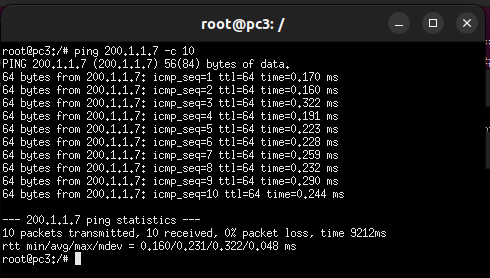 root@pc3: /
root@pc3:/# ping 200.1.1.7 -c 10
PING 200.1.1.7 (200.1.1.7) 56(84) bytes of data.
64 bytes from 200.1.1.7: icmp_seq=1 ttl=64 time=0.170 ms
64 bytes from 200.1.1.7: icmp_seq=2 ttl=64 time=0.160 ms
64 bytes from 200.1.1.7: icmp_seq=3 ttl=64 time=0.322 ms
64 bytes from 200.1.1.7: icmp_seq=4 ttl=64 time=0.191 ms
64 bytes from 200.1.1.7: icmp_seq=5 ttl=64 time=0.223 ms
64 bytes from 200.1.1.7: icmp_seq=6 ttl=64 time=0.228 ms
64 bytes from 200.1.1.7: icmp_seq=7 ttl=64 time=0.259 ms
64 bytes from 200.1.1.7: icmp_seq=8 ttl=64 time=0.232 ms
64 bytes from 200.1.1.7: icmp_seq=9 ttl=64 time=0.290 ms
64 bytes from 200.1.1.7: icmp_seq=10 ttl=64 time=0.244 ms
--- 200.1.1.7 ping statistics ---
10 packets transmitted, 10 received, 0% packet loss, time 9212ms
rtt min/avg/max/mdev = 0.160/0.231/0.322/0.048 ms
root@pc3:/#